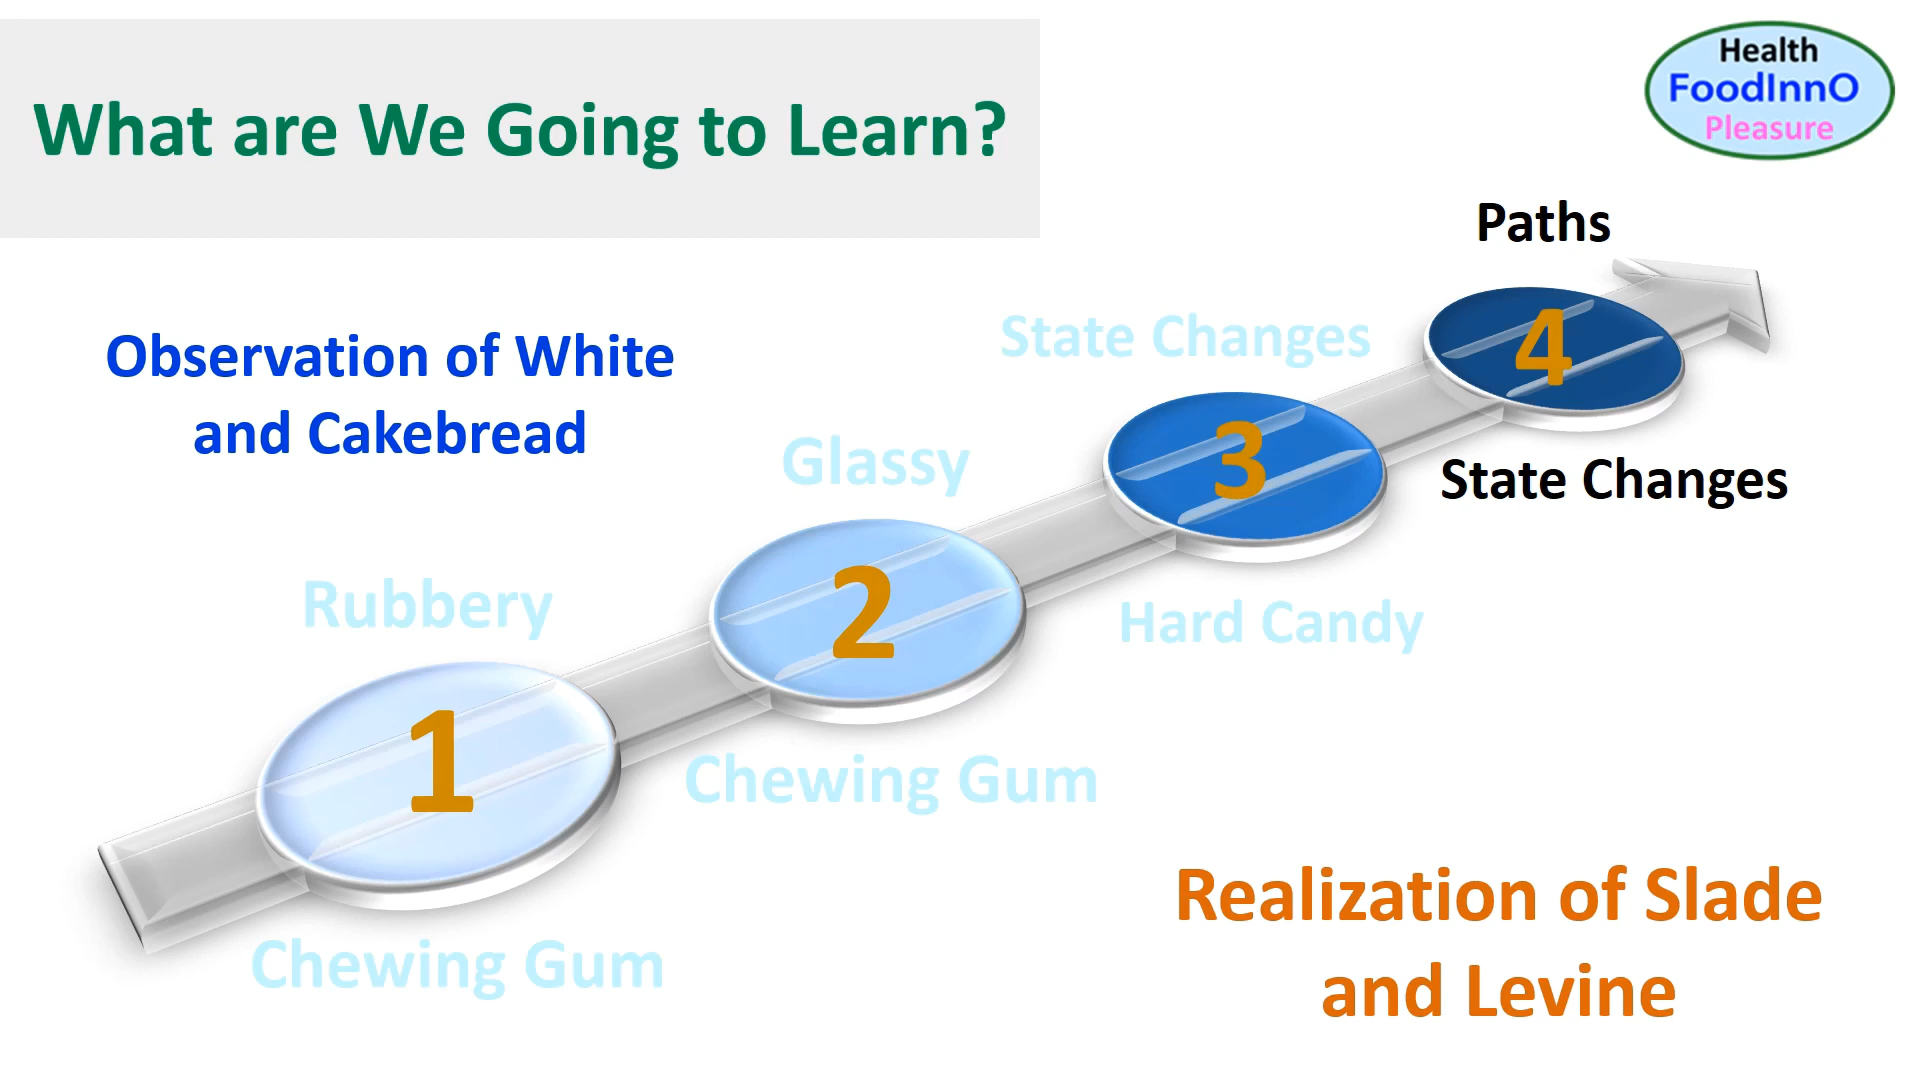 What are We Going to Learn?
Health
FoodInnO
Pleasure
Observation of White
and Cakebread
Rubbery
1
Chewing Gum
Glassy
2
Chewing Gum
State Changes
3
Hard Candy
Paths
4
State Changes
Realization of Slade
and Levine